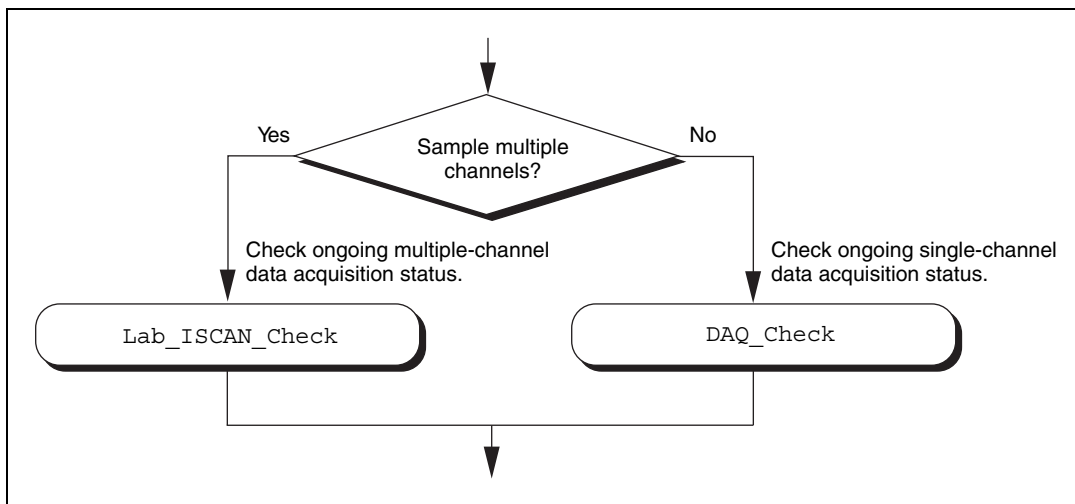 Sample multiple
channels?
Yes
No
Check ongoing multiple-channel
data acquisition status.
Check ongoing single-channel
data acquisition status.
Lab_ISCAN_Check
DAQ_Check